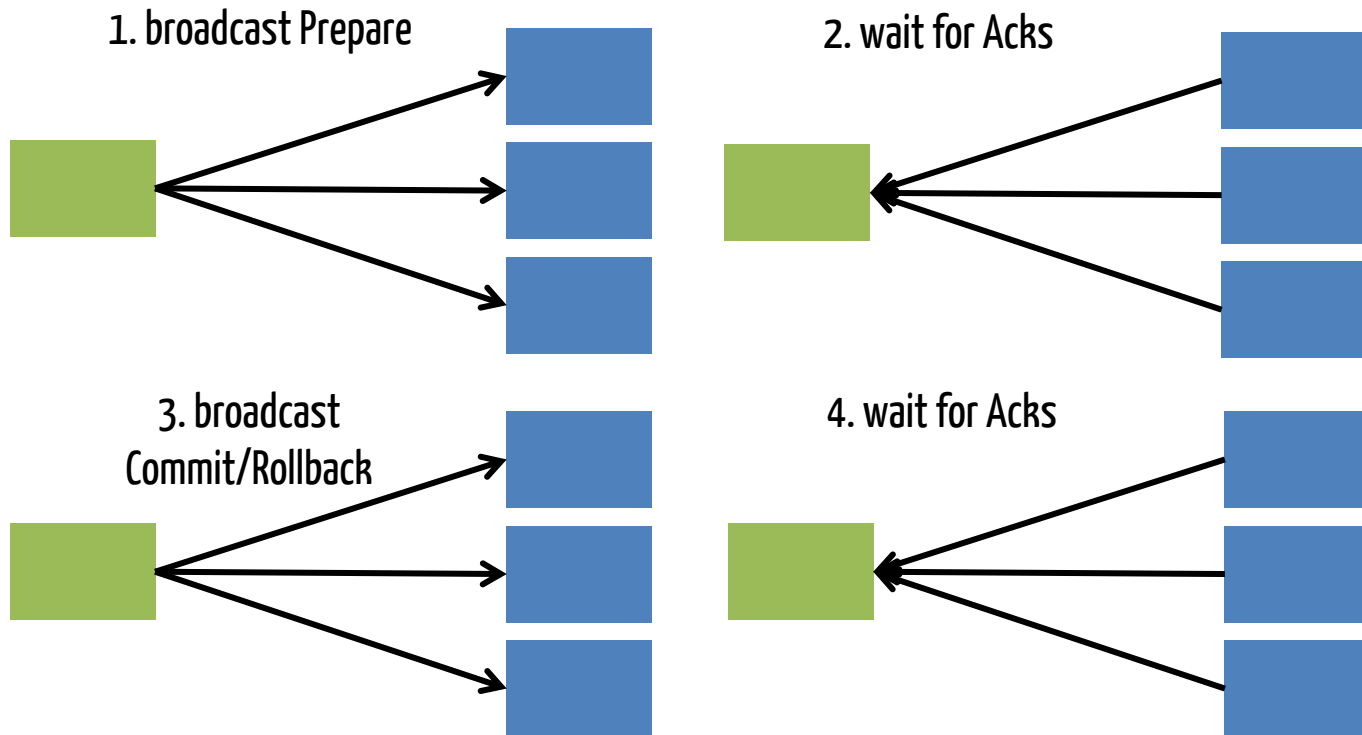 1. broadcast Prepare
2. wait for Acks
3. broadcast
Commit/Rollback
4. wait for Acks